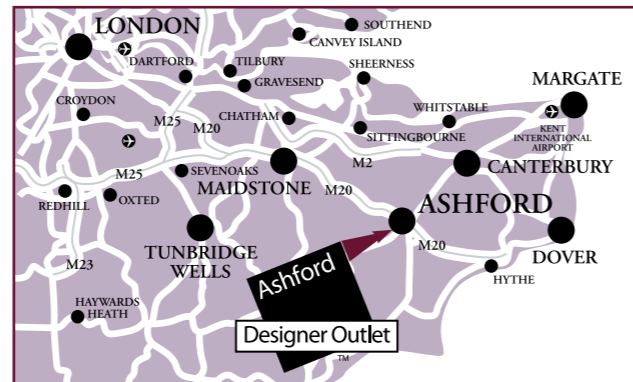 LONDON
SOUTHEND
CANVEY ISLAND
DARTFORD
TILBURY
GRAVESEND
SHEERNESS
MARGATE
CROYDON
M25
M20
CHATHAM
WHITSTABLE
KENT
INTERNATIONAL
AIRPORT
SITTINGBOURNE
M2
M25
SEVENOAKS
MAIDSTONE
CANTERBURY
REDHILL
OXTED
M20
ASHFORD
TUNBRIDGE
WELLS
M20
DOVER
M23
HYTHE
HAYWARDS
HEATH
Ashford
Designer Outlet
TM